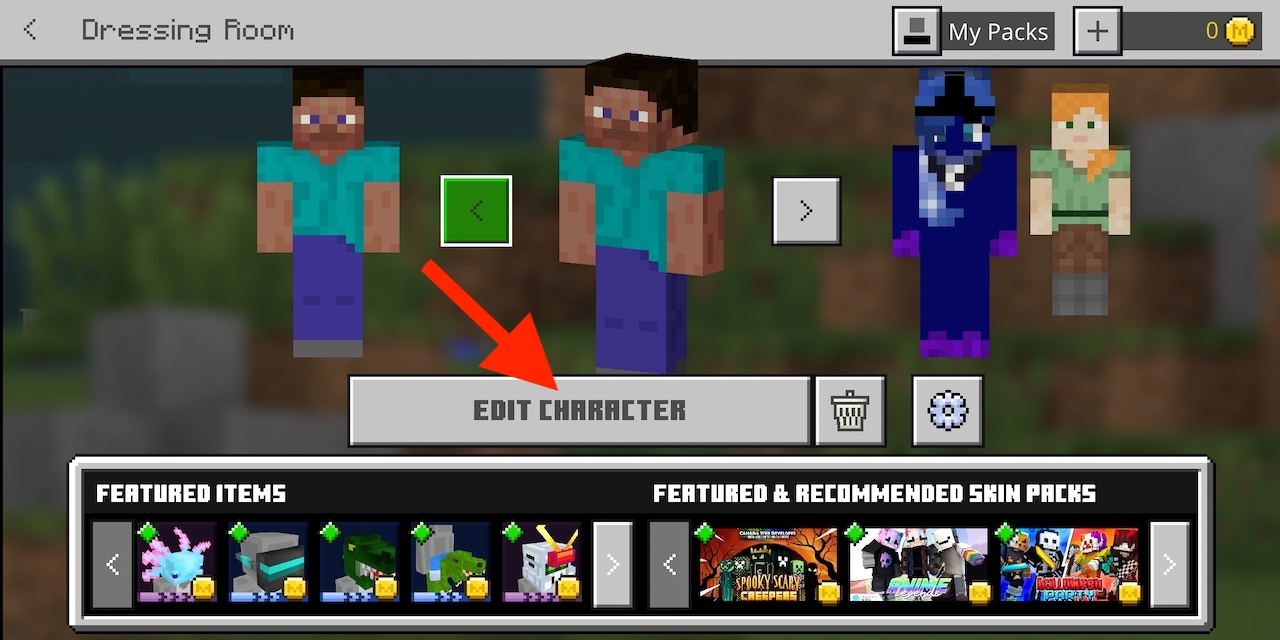 Dressing Room
My Packs
0
EDIT CHARACTER
FEATURED ITEMS
FEATURED & RECOMMENDED SKIN PACKS
SPOOKY SCARY
CREEPERS
ANIME
Legends
HALLOWEEN
PARTY